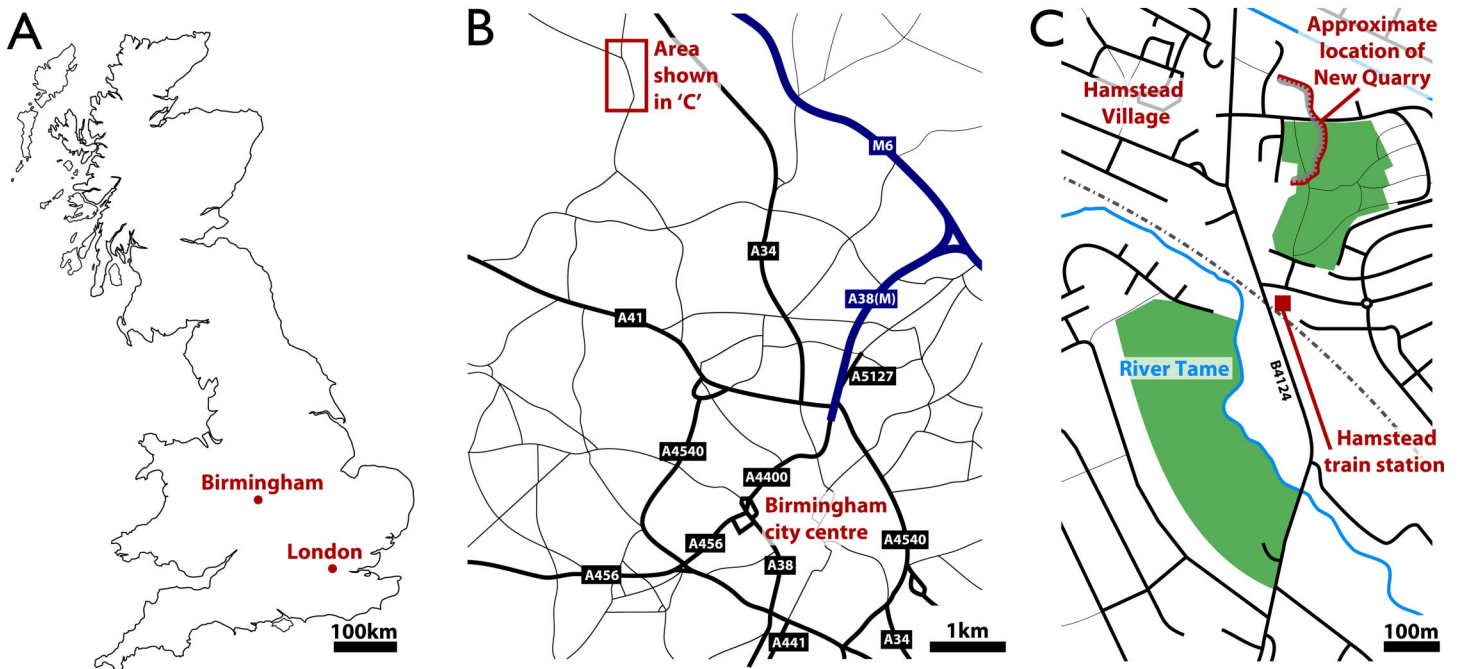 A
Birmingham
London
100km
B
Area
shown
in ‘C’
M6
A34
A38(M)
A41
A5127
A4540
A4400
Birmingham
city centre
A456
A4540
A456
A38
A441
A34
1km
C
Approximate
location of
New Quarry
Hamstead
Village
River Tame
B4124
Hamstead
train station
100m